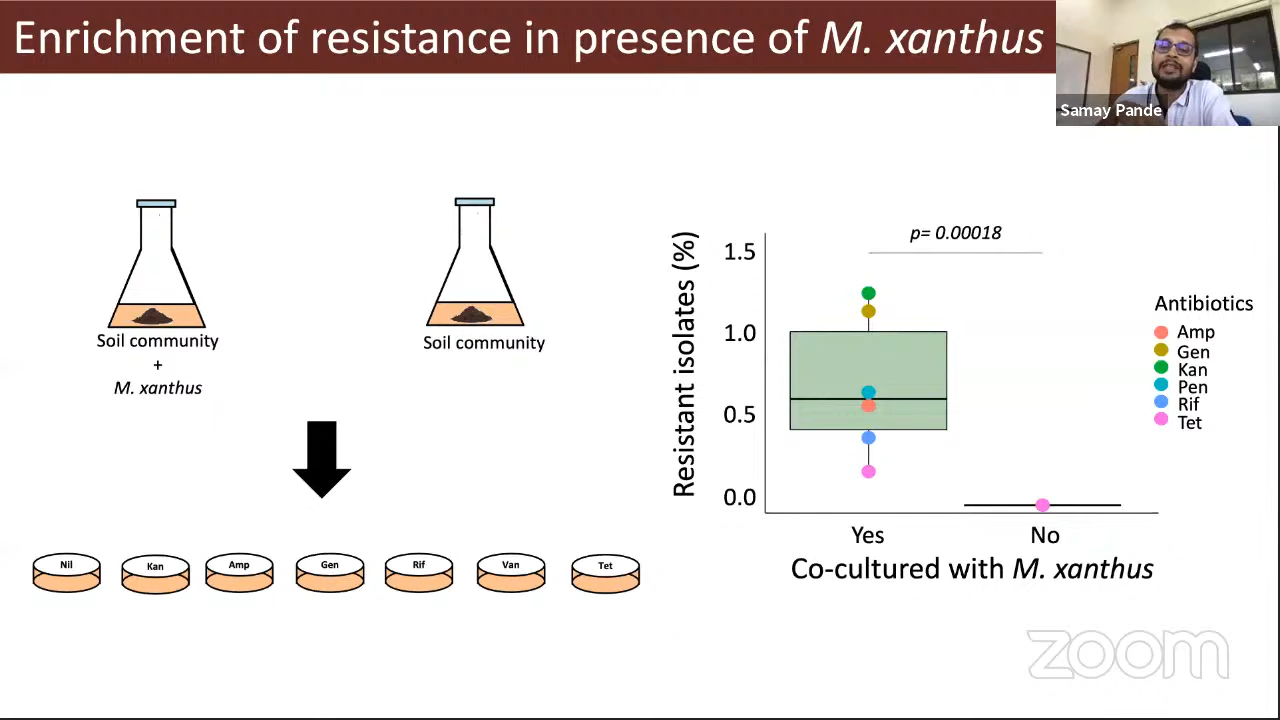 Enrichment of resistance in presence of M. xanthus
Samay Pande
Soil community
+
M. xanthus
Soil community
Nil
Kan
Amp
Gen
Rif
Van
Tet
Resistant isolates (%)
1.5
1.0
0.5
0.0
p= 0.00018
Yes
No
Co-cultured with M. xanthus
Antibiotics
Amp
Gen
Kan
Pen
Rif
Tet
zoom